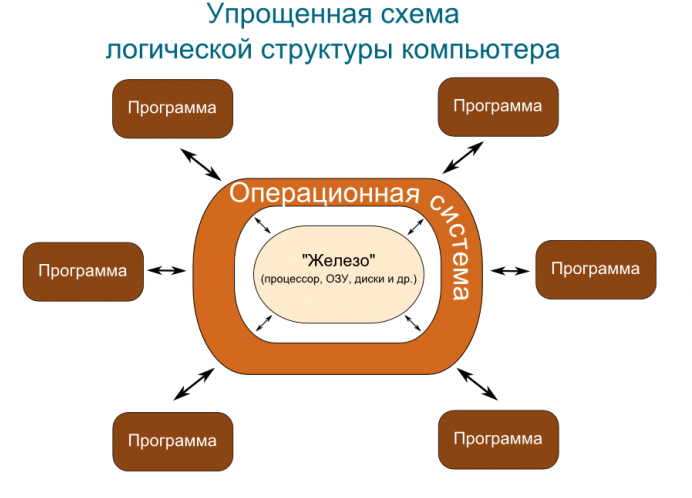 Упрощенная схема
логической структуры компьютера
Программа
Программа
Операционная система
"Железо"
(процессор, ОЗУ, диски и др.)
Программа
Программа
Программа
Программа